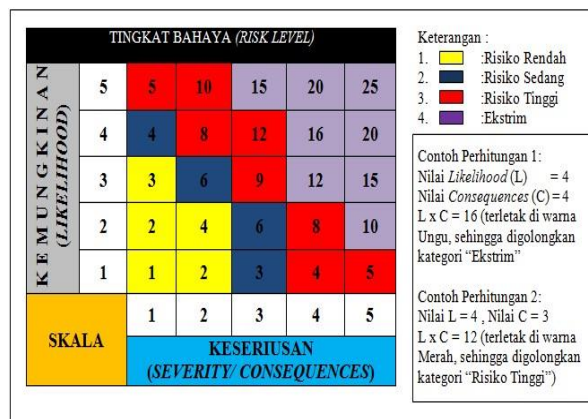 TINGKAT BAHAYA (RISK LEVEL)
KEMUNGKINAN
(LIKELIHOOD)
5 5 10 15 20 25
4 4 8 12 16 20
3 3 6 9 12 15
2 2 4 6 8 10
1 1 2 3 4 5
SKALA
1 2 3 4 5
KESERIUSAN
(SEVERITY/ CONSEQUENCES)
Keterangan :
1. :Risiko Rendah
2. :Risiko Sedang
3. :Risiko Tinggi
4. :Ekstrim
Contoh Perhitungan 1:
Nilai Likelihood (L) = 4
Nilai Consequences (C) = 4
L x C = 16 (terletak di warna
Ungu, sehingga digolongkan
kategori “Ekstrim”
Contoh Perhitungan 2:
Nilai L = 4 , Nilai C = 3
L x C = 12 (terletak di warna
Merah, sehingga digolongkan
kategori “Risiko Tinggi”)